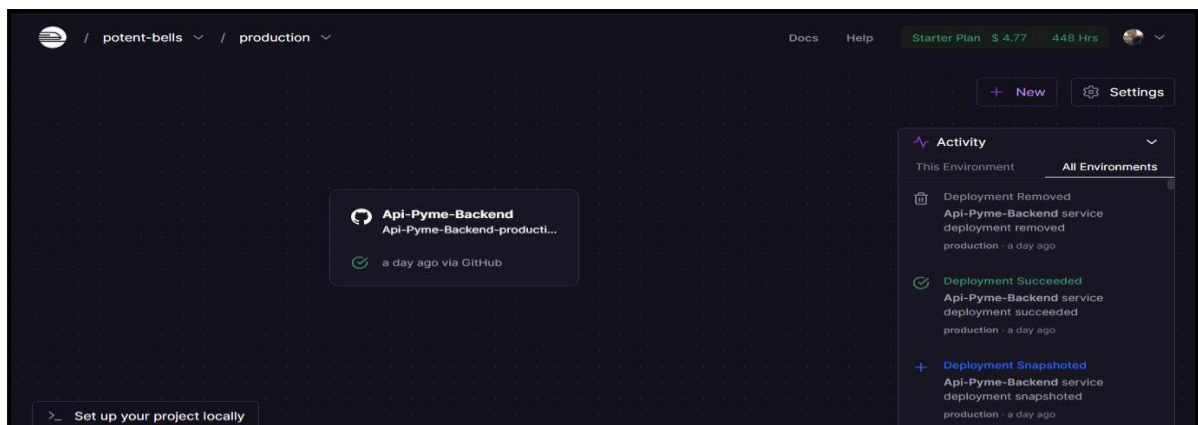 / potent-bells / production
Docs Help Starter Plan $ 4.77 448 Hrs
+ New Settings
Activity
This Environment All Environments
Deployment Removed
Api-Pyme-Backend service
deployment removed
production · a day ago
Api-Pyme-Backend
Api-Pyme-Backend-producti...
a day ago via GitHub
Deployment Succeeded
Api-Pyme-Backend service
deployment succeeded
production · a day ago
Deployment Snapshoted
Api-Pyme-Backend service
deployment snapshoted
production · a day ago
>_ Set up your project locally